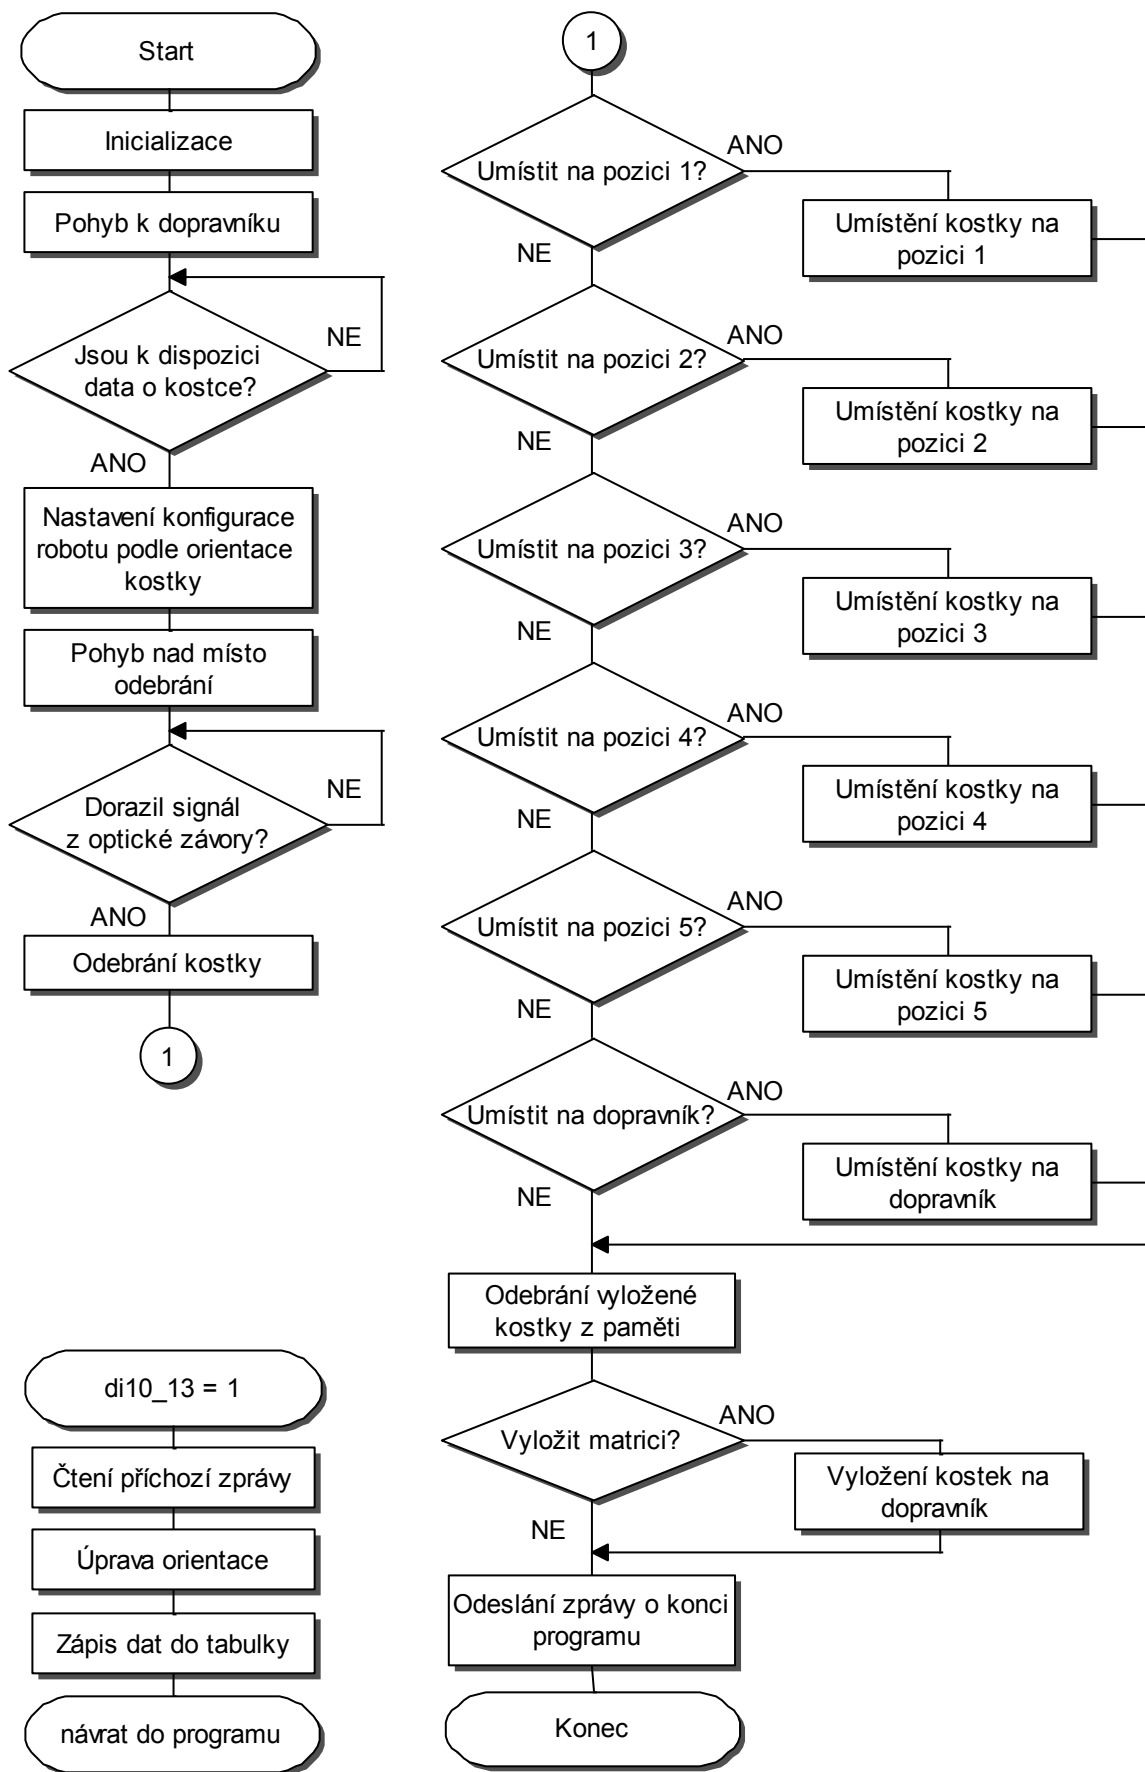 Start
Inicializace
Pohyb k dopravníku
NE
Jsou k dispozici
data o kostce?
ANO
Nastavení konfigurace
robotu podle orientace
kostky
Pohyb nad místo
odebrání
NE
Dorazil signál
z optické závory?
ANO
Odebrání kostky
1
1
ANO
Umístit na pozici 1?
Umístění kostky na
pozici 1
NE
ANO
Umístit na pozici 2?
Umístění kostky na
pozici 2
NE
ANO
Umístit na pozici 3?
Umístění kostky na
pozici 3
NE
ANO
Umístit na pozici 4?
Umístění kostky na
pozici 4
NE
ANO
Umístit na pozici 5?
Umístění kostky na
pozici 5
NE
ANO
Umístit na dopravník?
Umístění kostky na
dopravník
NE
Odebrání vyložené
kostky z paměti
ANO
Vyložit matrici?
Vyložení kostek na
dopravník
NE
Odeslání zprávy o konci
programu
Konec
di10_13 = 1
Čtení příchozí zprávy
Úprava orientace
Zápis dat do tabulky
návrat do programu